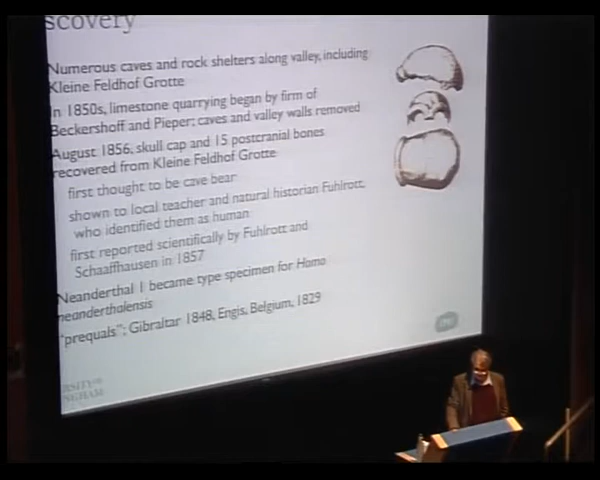 scovery
Numerous caves and rock shelters along valley, including
Kleine Feldhof Grotte
In 1850s, limestone quarrying began by firm of
Beckershoff and Pieper; caves and valley walls removed
August 1856, skull cap and 15 postcranial bones
recovered from Kleine Feldhof Grotte
first thought to be cave bear
shown to local teacher and natural historian Fuhlrott,
who identified them as human
first reported scientifically by Fuhlrott and
Schaaffhausen in 1857
Neanderthal 1 became type specimen for Homo
neanderthalensis
"prequals": Gibraltar 1848, Engis, Belgium, 1829